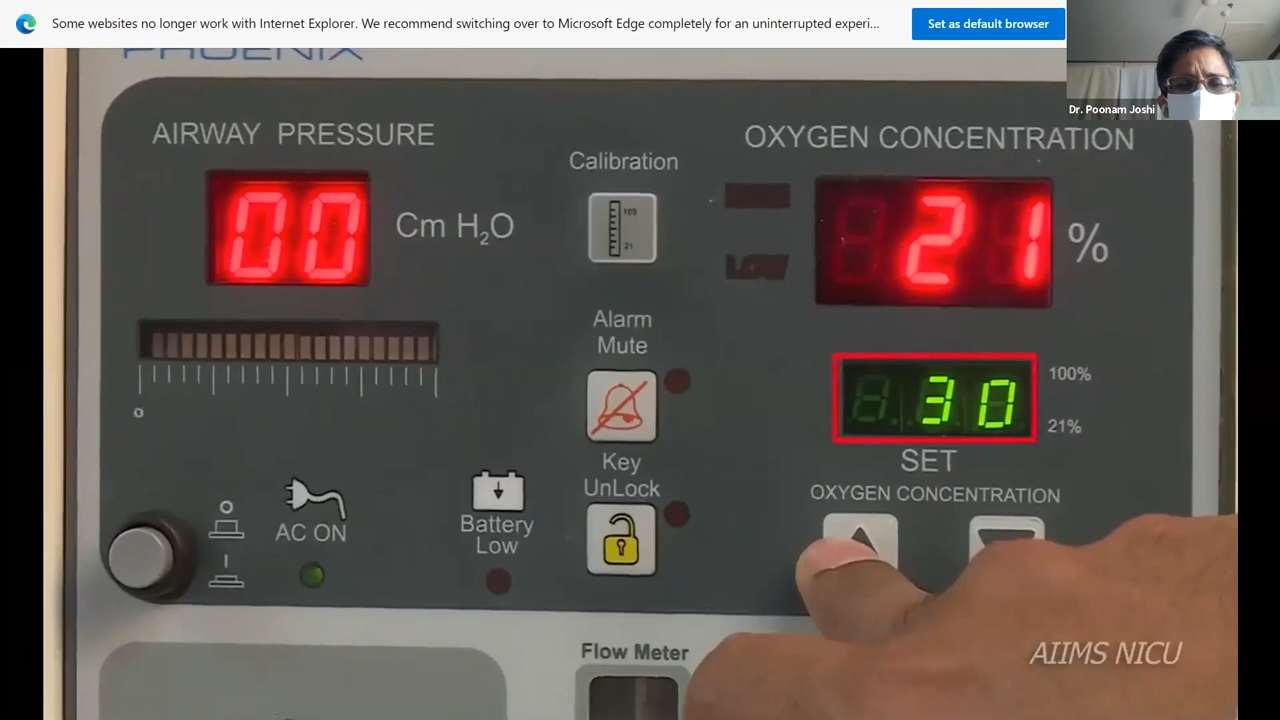 Some websites no longer work with Internet Explorer. We recommend switching over to Microsoft Edge completely for an uninterrupted experi...
Set as default browser
Dr. Poonam Joshi
PHOENIX
AIRWAY PRESSURE
00
Cm H₂O
0
Calibration
100
21
OXYGEN CONCENTRATION
LOW
21
%
Alarm
Mute
30
100%
21%
SET
OXYGEN CONCENTRATION
Key
UnLock
AC ON
Battery
Low
Flow Meter
AIIMS NICU